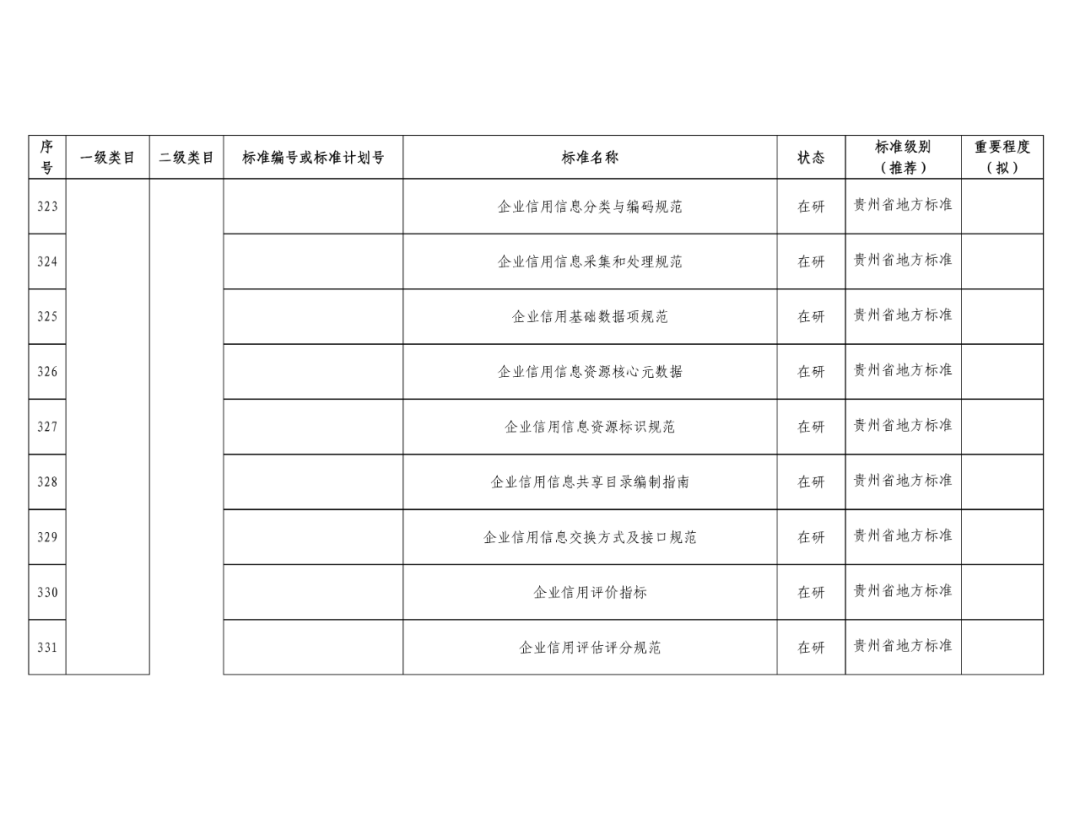 序号 一级类目 二级类目 标准编号或标准计划号 标准名称 状态 标准级别（推荐） 重要程度（拟）
323 企业信用信息分类与编码规范 在研 贵州省地方标准
324 企业信用信息采集和处理规范 在研 贵州省地方标准
325 企业信用基础数据项规范 在研 贵州省地方标准
326 企业信用信息资源核心元数据 在研 贵州省地方标准
327 企业信用信息资源标识规范 在研 贵州省地方标准
328 企业信用信息共享目录编制指南 在研 贵州省地方标准
329 企业信用信息交换方式及接口规范 在研 贵州省地方标准
330 企业信用评价指标 在研 贵州省地方标准
331 企业信用评估评分规范 在研 贵州省地方标准